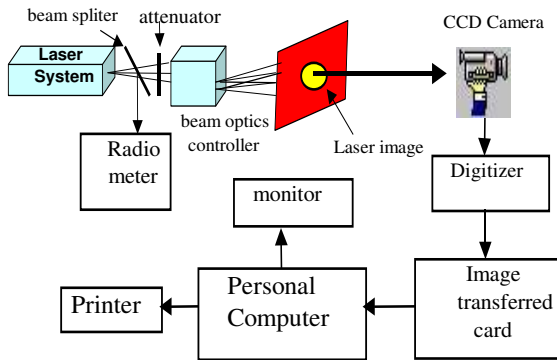 beam spliter
attenuator
CCD Camera
Laser
System
beam optics
controller
Laser image
Radio
meter
Digitizer
monitor
Personal
Computer
Printer
Image
transferred
card